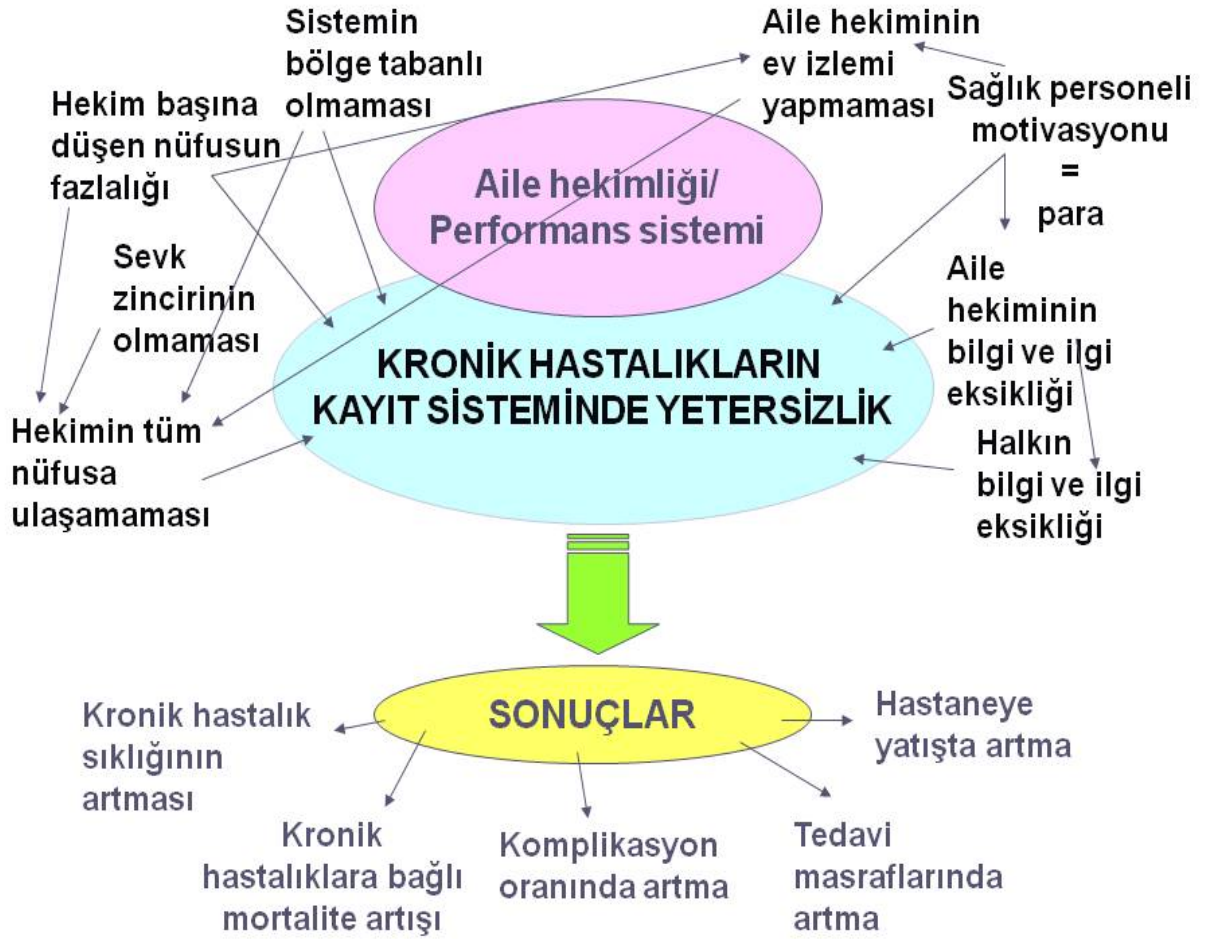 Sistemin
bölge tabanlı
olmaması
Aile hekiminin
ev izlemi
yapmaması
Hekim başına
düşen nüfusun
fazlalığı
Sağlık personeli
motivasyonu
=
para
Aile hekimliği/
Performans sistemi
Sevk
zincirinin
olmaması
Aile
hekiminin
bilgi ve ilgi
eksikliği
KRONİK HASTALIKLARIN
KAYIT SİSTEMİNDE YETERSİZLİK
Hekimin tüm
nüfusa
ulaşamaması
Halkın
bilgi ve ilgi
eksikliği
SONUÇLAR
Kronik hastalık
sıklığının
artması
Kronik
hastalıklara bağlı
mortalite artışı
Komplikasyon
oranında artma
Tedavi
masraflarında
artma
Hastaneye
yatışta artma